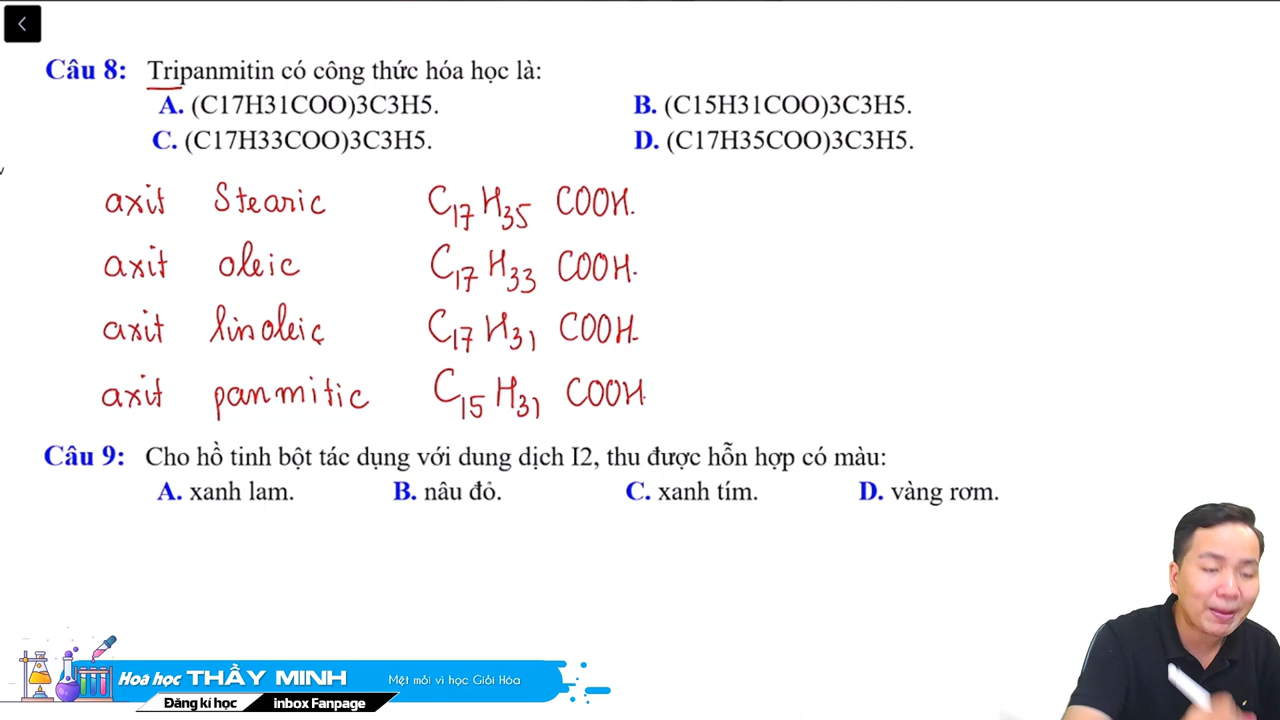 Câu 8: Tripanmitin có công thức hóa học là:
A. (C17H31COO)3C3H5. B. (C15H31COO)3C3H5.
C. (C17H33COO)3C3H5. D. (C17H35COO)3C3H5.
axit Stearic C17H35 COOH.
axit oleic C17H33 COOH.
axit linoleic C17H31 COOH.
axit panmitic C15H31 COOH.
Câu 9: Cho hồ tinh bột tác dụng với dung dịch I2, thu được hỗn hợp có màu:
A. xanh lam. B. nâu đỏ. C. xanh tím. D. vàng rơm.
Hoá học THẦY MINH Mệt mỏi vì học Giỏi Hóa
Đăng kí học inbox Fanpage